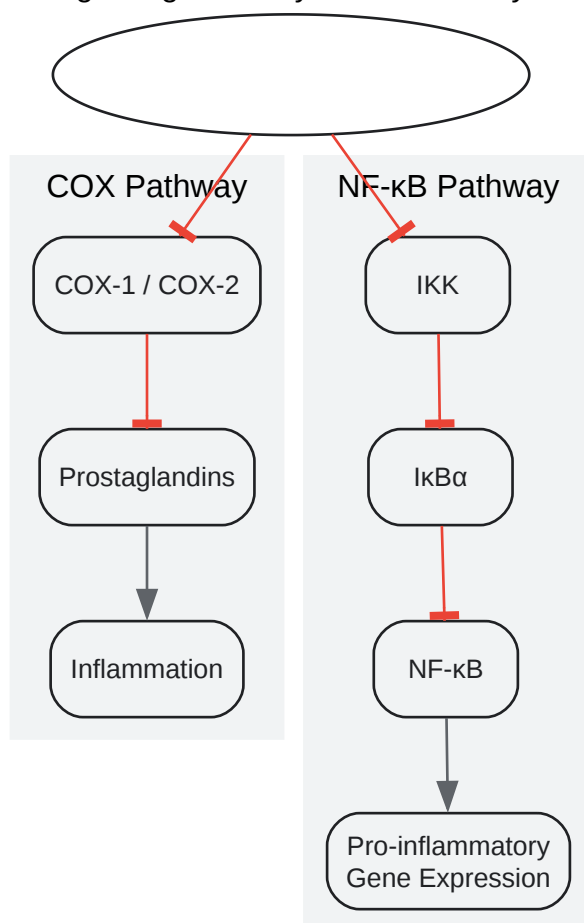 COX Pathway
NF-κB Pathway
COX-1 / COX-2
IKK
Prostaglandins
IκBα
Inflammation
NF-κB
Pro-inflammatory
Gene Expression